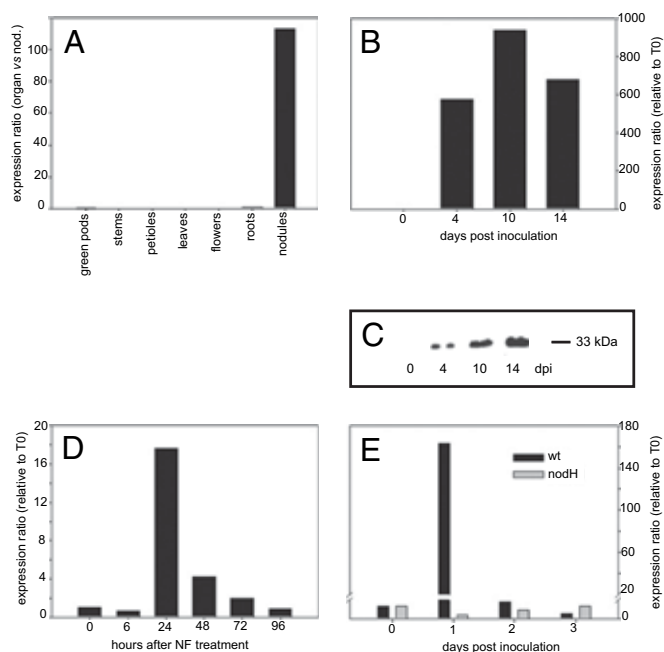 A
expression ratio (organ vs nod.)
100
80
60
40
20
0
green pods
stems
petioles
leaves
flowers
roots
nodules
B
1000
800
600
400
200
0
expression ratio (relative to T0)
0 4 10 14
days post inoculation
C
33 kDa
0 4 10 14 dpi
D
expression ratio (relative to T0)
20
16
12
8
4
0
0 6 24 48 72 96
hours after NF treatment
E
wt
nodH
180
160
140
100
60
20
0
expression ratio (relative to T0)
0 1 2 3
days post inoculation